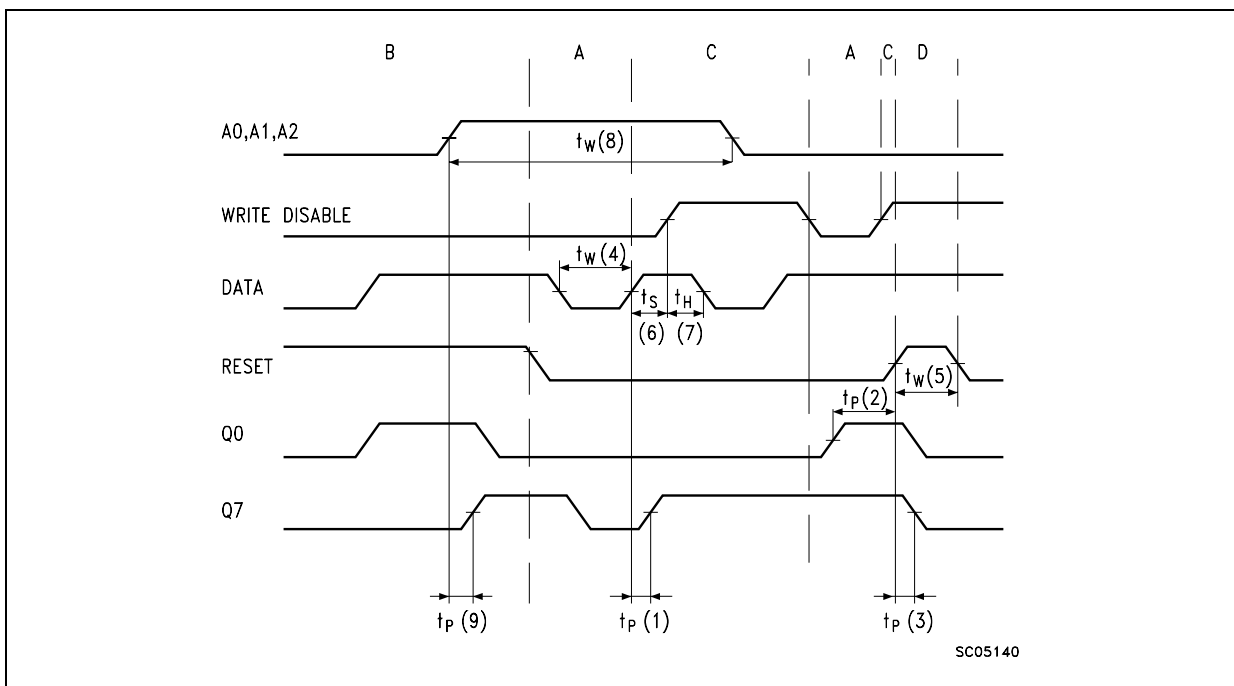 B A C A C D
A0,A1,A2
tW(8)
WRITE DISABLE
tW(4)
DATA
tS tH
(6) (7)
RESET
tW(5)
tP(2)
Q0
Q7
tP(9) tP(1) tP(3)
SC05140